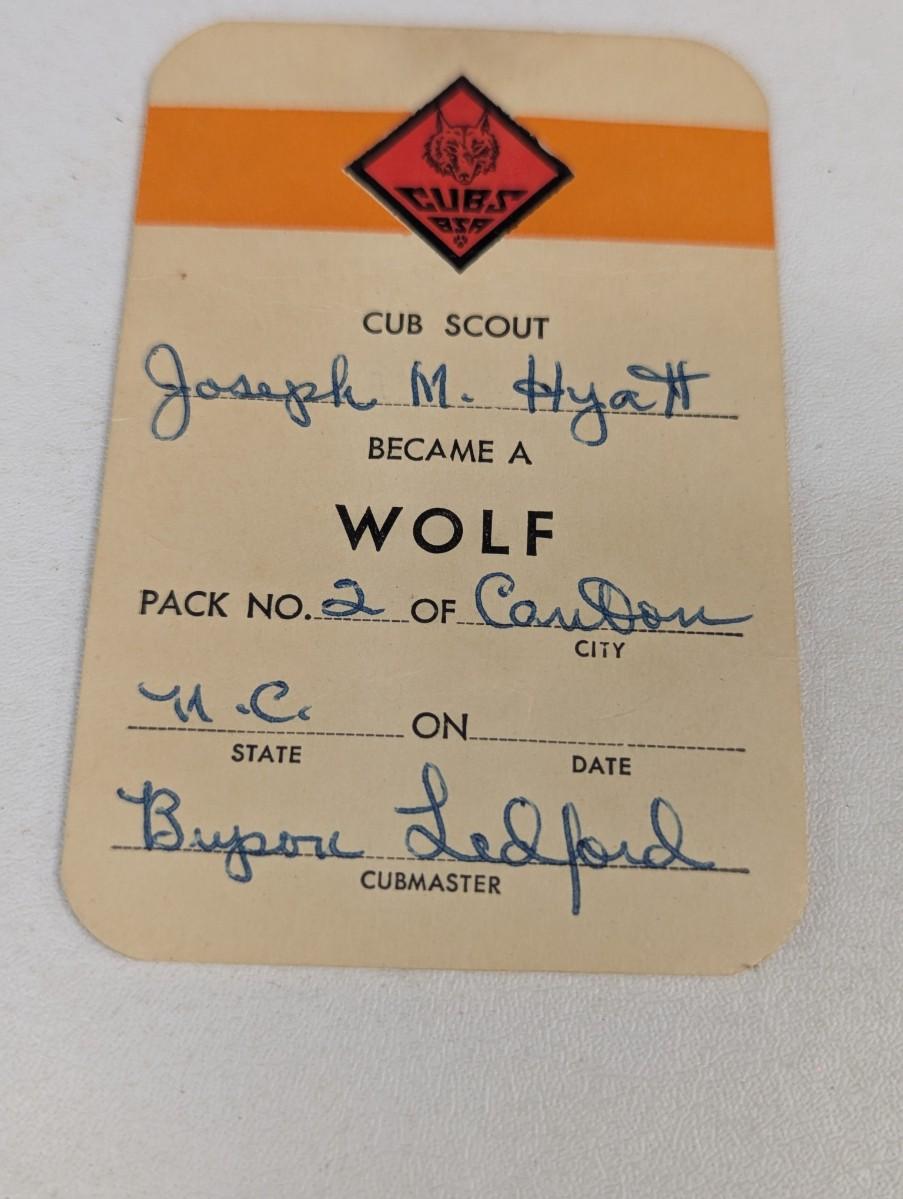 CUBS
BSA
CUB SCOUT
Joseph M. Hyatt
BECAME A
WOLF
PACK NO. 2 OF Canton
CITY
N.C. ON
STATE DATE
Bryson Ledford
CUBMASTER